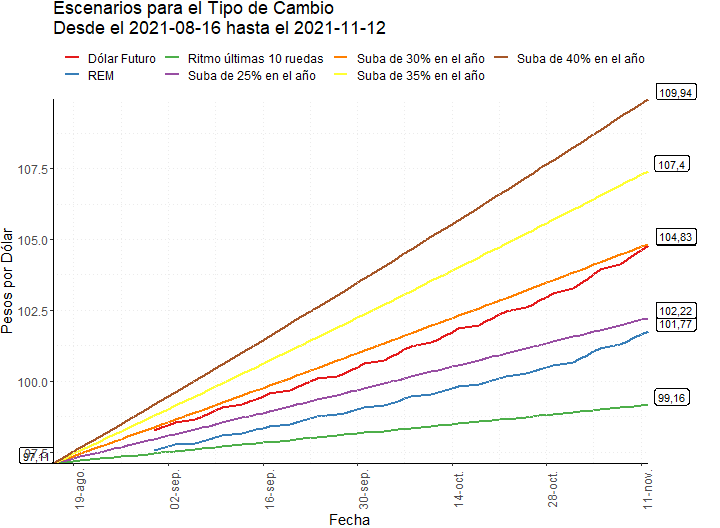 Escenarios para el Tipo de Cambio
Desde el 2021-08-16 hasta el 2021-11-12
Dólar Futuro
Ritmo últimas 10 ruedas
Suba de 30% en el año
Suba de 40% en el año
REM
Suba de 25% en el año
Suba de 35% en el año
109,94
107,4
104,83
102,22
101,77
99,16
107.5
105.0
102.5
100.0
Pesos por Dólar
19-ago.
02-sep.
16-sep.
30-sep.
14-oct.
28-oct.
11-nov.
Fecha